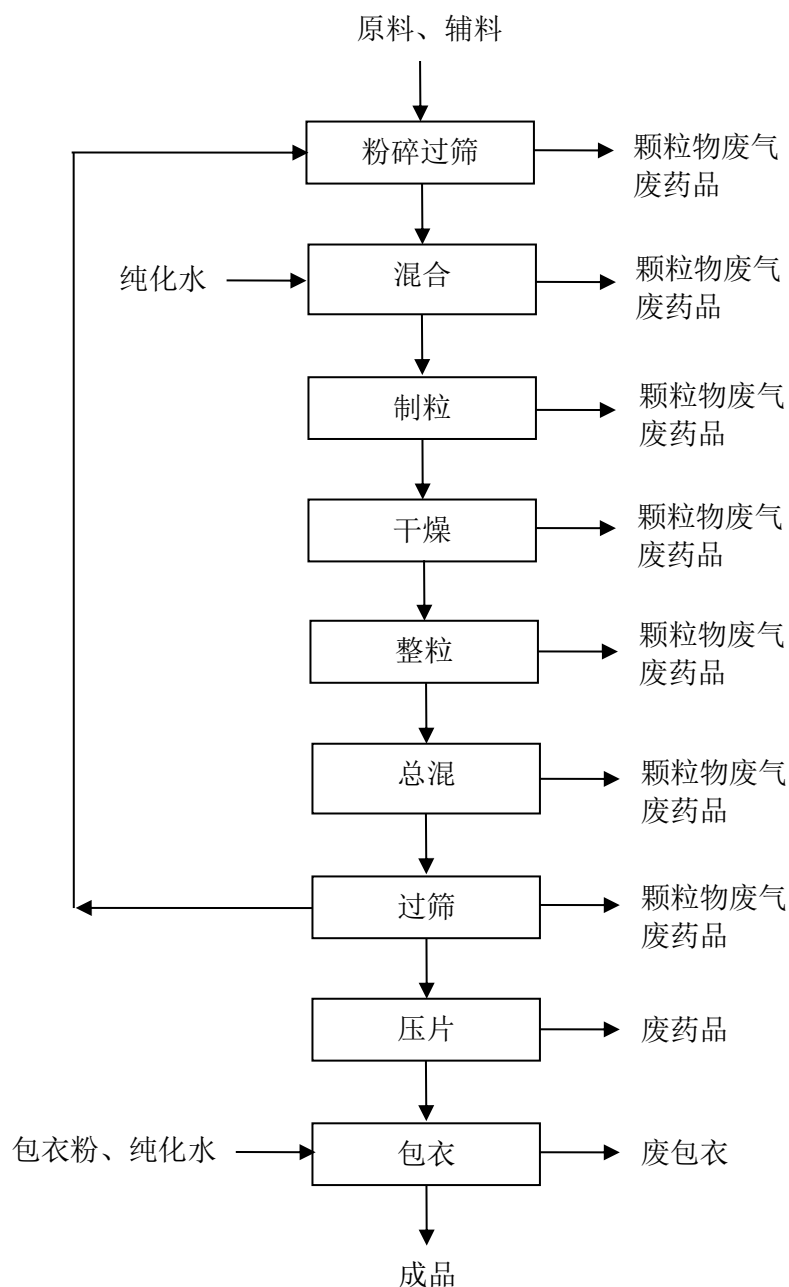 原料、辅料
粉碎过筛
颗粒物废气
废药品
纯化水
混合
颗粒物废气
废药品
制粒
颗粒物废气
废药品
干燥
颗粒物废气
废药品
整粒
颗粒物废气
废药品
总混
颗粒物废气
废药品
过筛
颗粒物废气
废药品
压片
废药品
包衣粉、纯化水
包衣
废包衣
成品